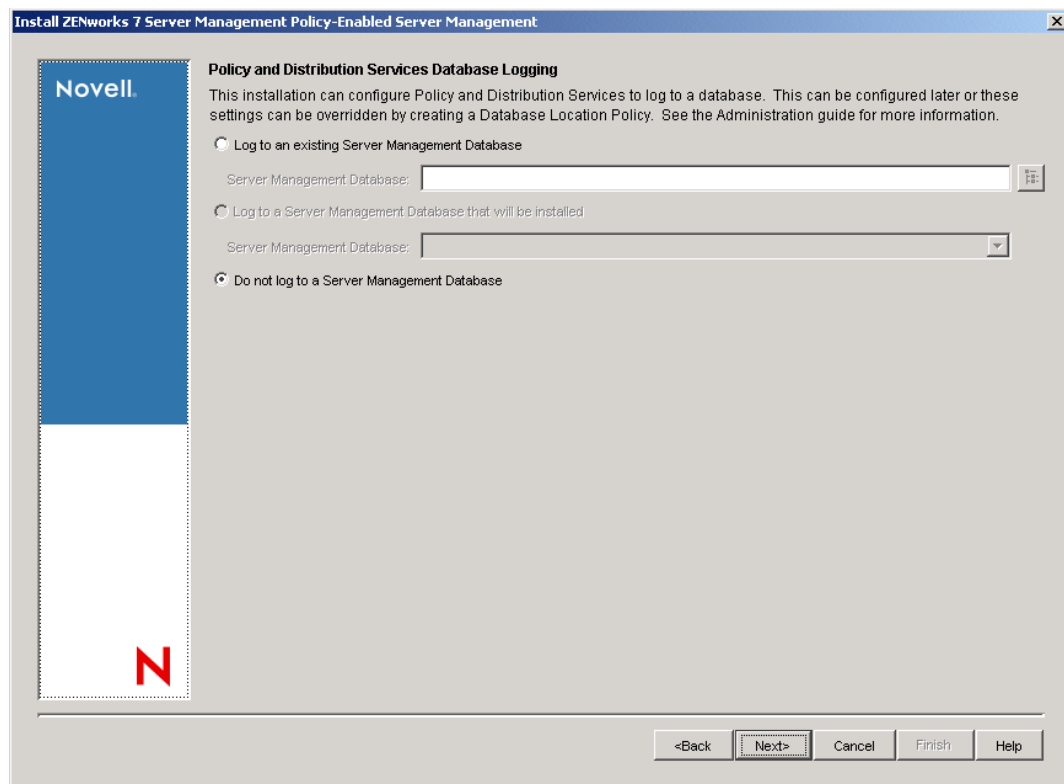 Install ZENworks 7 Server Management Policy-Enabled Server Management
Novell.
Policy and Distribution Services Database Logging
This installation can configure Policy and Distribution Services to log to a database. This can be configured later or these
settings can be overridden by creating a Database Location Policy. See the Administration guide for more information.
Log to an existing Server Management Database
Server Management Database:
Log to a Server Management Database that will be installed
Server Management Database:
Do not log to a Server Management Database
N
<Back
Next>
Cancel
Finish
Help